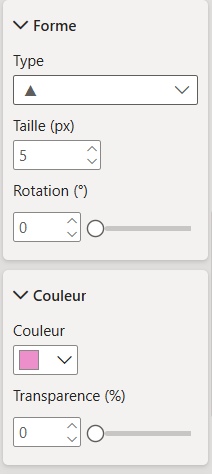 Forme
Type
Taille (px)
5
Rotation (°)
0
Couleur
Couleur
Transparence (%)
0